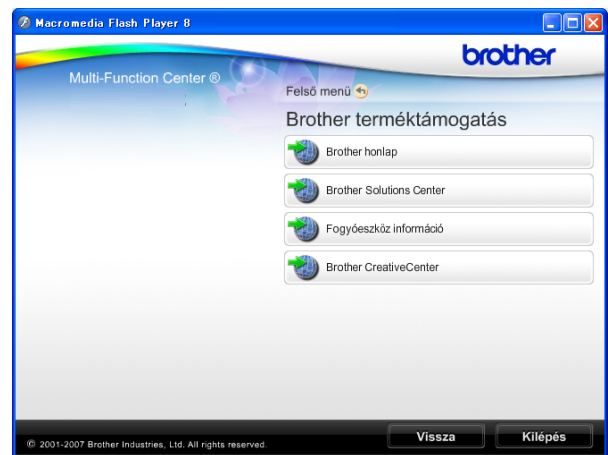 Macromedia Flash Player 8
brother
Multi-Function Center ®
Felső menü
Brother terméktámogatás
Brother honlap
Brother Solutions Center
Fogyóeszköz információ
Brother CreativeCenter
© 2001-2007 Brother Industries, Ltd. All rights reserved.
Vissza
Kilépés